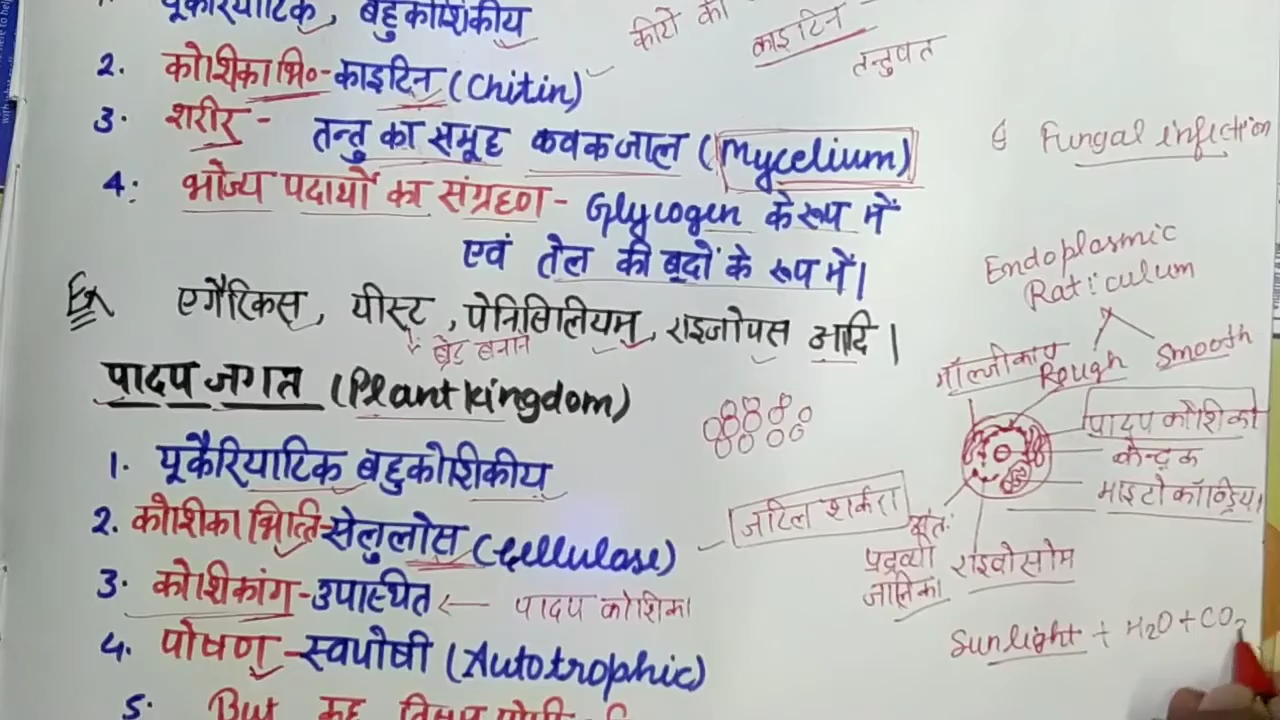 यूकैरियाटिक, बहुकोशिकीय
2. कोशिका भि०-काइटिन (Chitin)
3. शरीर - तन्तु का समूह कवकजाल (Mycelium)
4. भोज्य पदार्थो का संग्रहण - Glycogen के रूप में
एवं तेल की बूदों के रूप में।
Ex एगैरिकस, यीस्ट, पेनिसिलियम, राइजोपस आदि।
ब्रेड बनाने
पादप जगत (Plant kingdom)
1. यूकैरियाटिक बहुकोशिकीय
2. कोशिका भित्ति-सेलुलोस (Cellulase)
3. कोशिकांग-उपास्थित ← पादप कोशिका
4. पोषण-स्वपोषी (Autotrophic)
5. But कुछ
काइटिन
Fungal infection
Endoplasmic
Raticulum
Rough Smooth
पादप कोशिका
केन्द्रक
माइटोकॉण्ड्रिया
जटिल शर्करा
अंतः
प्रद्रव्यी
जालिका
राइबोसोम
Sunlight + H2O + CO2